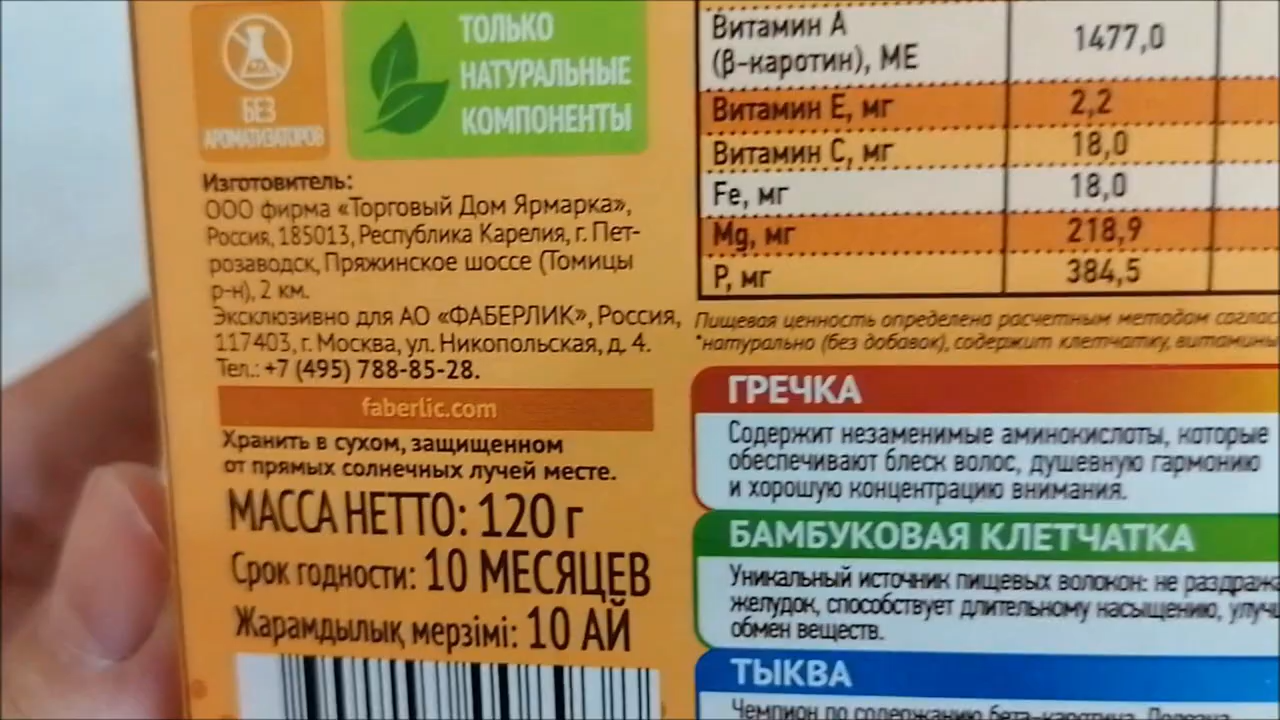 БЕЗ
АРОМАТИЗАТОРОВ
ТОЛЬКО
НАТУРАЛЬНЫЕ
КОМПОНЕНТЫ
Изготовитель:
ООО фирма «Торговый Дом Ярмарка»,
Россия, 185013, Республика Карелия, г. Пет-
розаводск, Пряжинское шоссе (Томицы
р-н), 2 км.
Эксклюзивно для АО «ФАБЕРЛИК», Россия,
117403, г. Москва, ул. Никопольская, д. 4.
Тел.: +7 (495) 788-85-28.
faberlic.com
Хранить в сухом, защищенном
от прямых солнечных лучей месте.
МАССА НЕТТО: 120 г
Срок годности: 10 МЕСЯЦЕВ
Жарамдылық мерзімі: 10 АЙ
Витамин А
(β-каротин), МЕ 1477,0
Витамин Е, мг 2,2
Витамин С, мг 18,0
Fe, мг 18,0
Mg, мг 218,9
P, мг 384,5
Пищевая ценность определена расчетным методом
*натурально (без добавок), содержит клетчатку, витамины
ГРЕЧКА
Содержит незаменимые аминокислоты, которые
обеспечивают блеск волос, душевную гармонию
и хорошую концентрацию внимания.
БАМБУКОВАЯ КЛЕТЧАТКА
Уникальный источник пищевых волокон: не
желудок, способствует длительному насыщению,
обмен веществ.
ТЫКВА
Чемпион по содержанию бета-каротина.